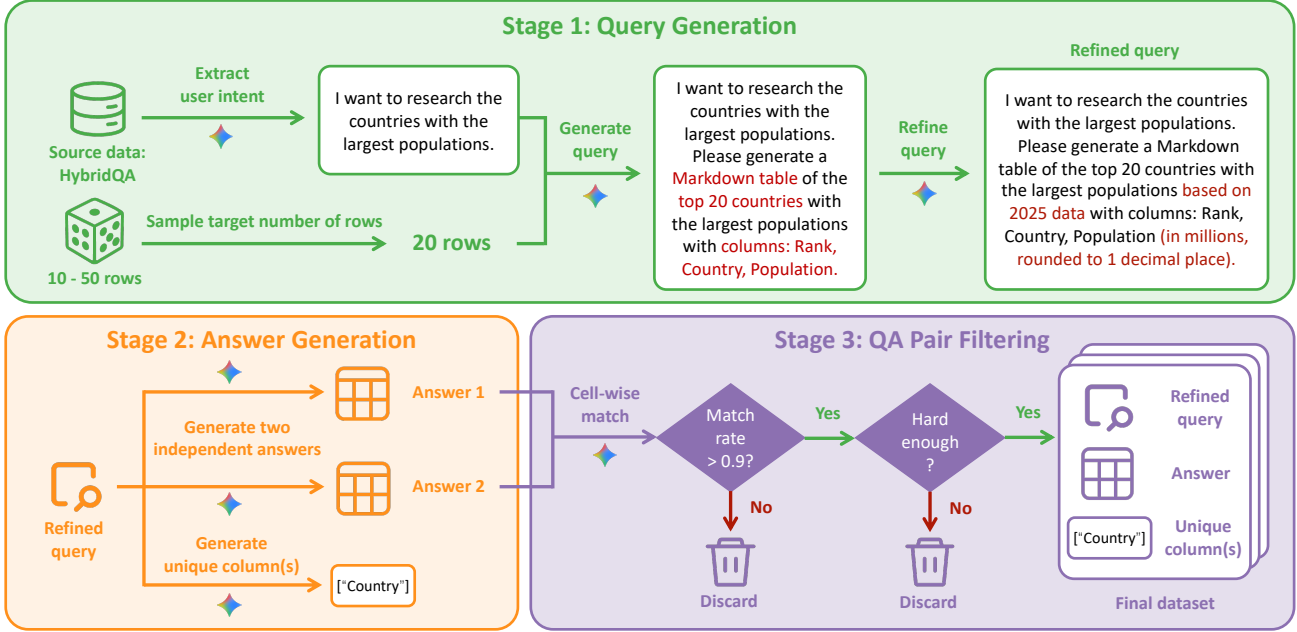 Stage 1: Query Generation
Extract
user intent
Source data:
HybridQA
I want to research the
countries with the
largest populations.
Sample target number of rows
10 - 50 rows
20 rows
Generate
query
I want to research the
countries with the
largest populations.
Please generate a
Markdown table of the
top 20 countries with
the largest populations
with columns: Rank,
Country, Population.
Refine
query
Refined query
I want to research the countries
with the largest populations.
Please generate a Markdown
table of the top 20 countries with
the largest populations based on
2025 data with columns: Rank,
Country, Population (in millions,
rounded to 1 decimal place).
Stage 2: Answer Generation
Refined
query
Generate two
independent answers
Answer 1
Answer 2
Generate
unique column(s)
["Country"]
Stage 3: QA Pair Filtering
Cell-wise
match
Match
rate
> 0.9?
Yes
No
Discard
Hard
enough
?
Yes
No
Discard
Refined
query
Answer
["Country"]
Unique
column(s)
Final dataset